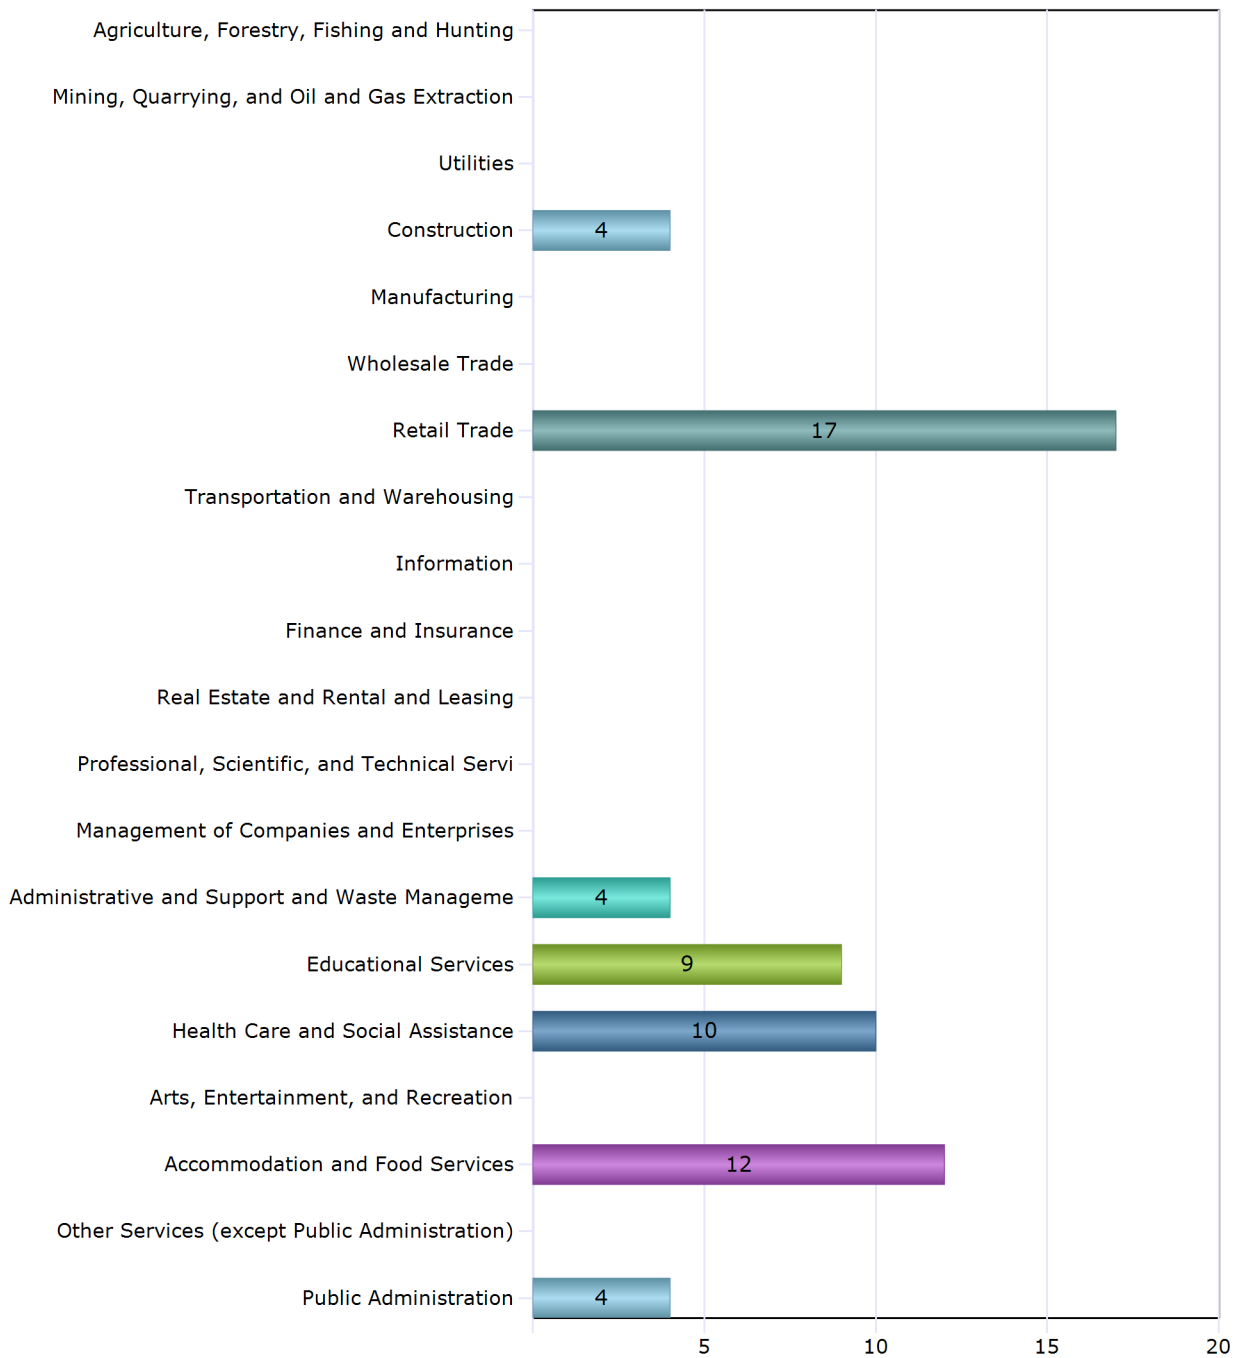 Agriculture, Forestry, Fishing and Hunting
Mining, Quarrying, and Oil and Gas Extraction
Utilities
Construction 4
Manufacturing
Wholesale Trade
Retail Trade 17
Transportation and Warehousing
Information
Finance and Insurance
Real Estate and Rental and Leasing
Professional, Scientific, and Technical Servi
Management of Companies and Enterprises
Administrative and Support and Waste Manageme 4
Educational Services 9
Health Care and Social Assistance 10
Arts, Entertainment, and Recreation
Accommodation and Food Services 12
Other Services (except Public Administration)
Public Administration 4
5 10 15 20